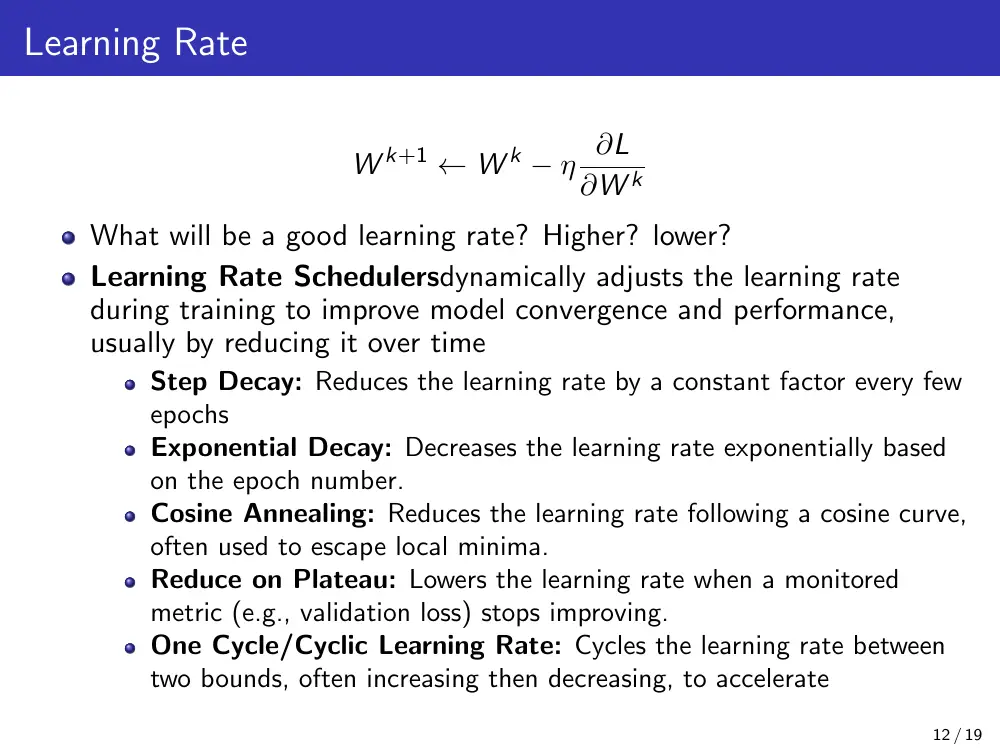 Learning Rate
W^{k+1} ← W^k − η ∂L/∂W^k
What will be a good learning rate? Higher? lower?
Learning Rate Schedulersdynamically adjusts the learning rate
during training to improve model convergence and performance,
usually by reducing it over time
Step Decay: Reduces the learning rate by a constant factor every few
epochs
Exponential Decay: Decreases the learning rate exponentially based
on the epoch number.
Cosine Annealing: Reduces the learning rate following a cosine curve,
often used to escape local minima.
Reduce on Plateau: Lowers the learning rate when a monitored
metric (e.g., validation loss) stops improving.
One Cycle/Cyclic Learning Rate: Cycles the learning rate between
two bounds, often increasing then decreasing, to accelerate
12 / 19